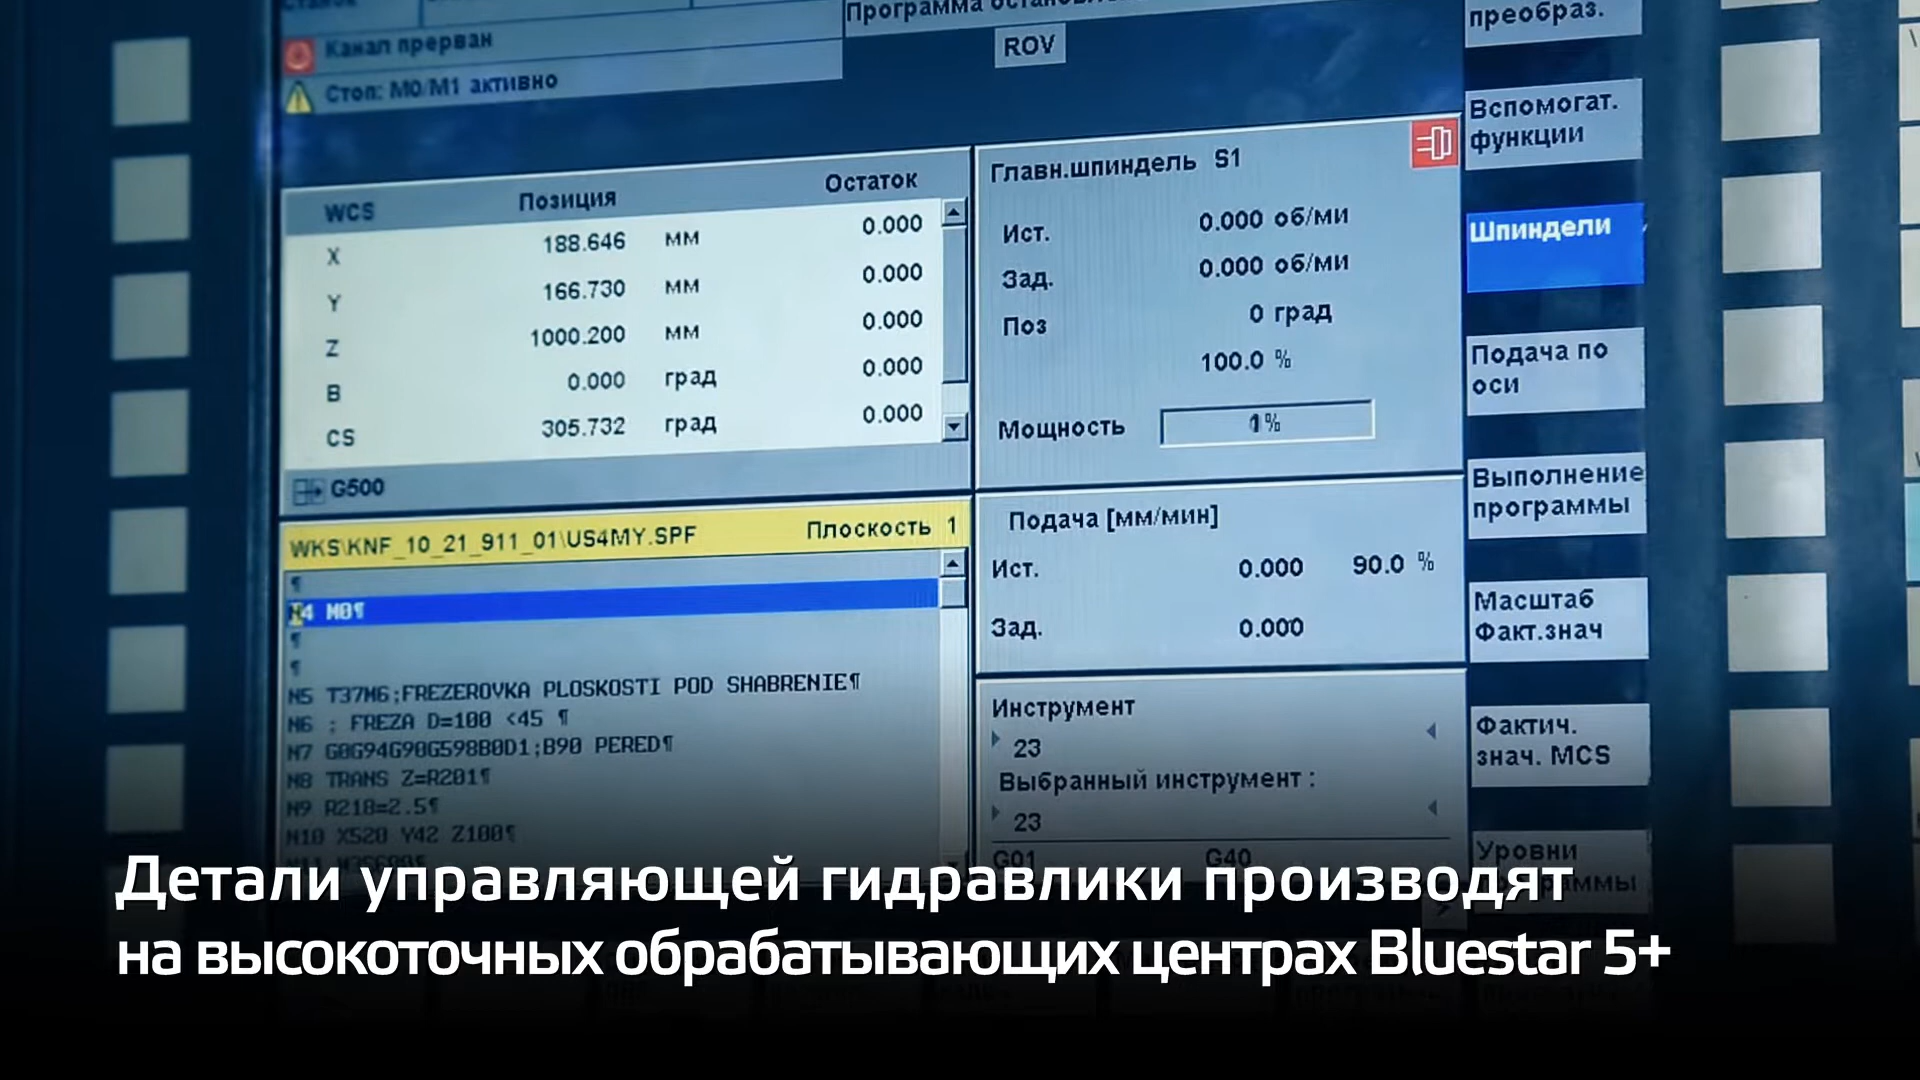 Канал прерван
Стоп: M0/M1 активно
Программа
ROV
преобраз.
Вспомогат.
функции
Шпиндели
Подача по
оси
Выполнение
программы
Масштаб
Факт.знач
Фактич.
знач. MCS
Уровни
WCS Позиция Остаток
X 188.646 мм 0.000
Y 166.730 мм 0.000
Z 1000.200 мм 0.000
B 0.000 град 0.000
CS 305.732 град 0.000
G500
Главн.шпиндель S1
Ист. 0.000 об/ми
Зад. 0.000 об/ми
Поз 0 град
100.0 %
Мощность 1%
WKS\KNF_10_21_911_01\US4MY.SPF Плоскость 1
¶
N4 M0¶
¶
¶
N5 T37M6;FREZEROVKA PLOSKOSTI POD SHABRENIE¶
N6 ; FREZA D=100 <45 ¶
N7 G0G94G90G598B0D1;B90 PERED¶
N8 TRANS Z=R201¶
N9 R218=2.5¶
N10 X520 Y42 Z100¶
Подача [мм/мин]
Ист. 0.000 90.0 %
Зад. 0.000
Инструмент
23
Выбранный инструмент :
23
G01 G40
Детали управляющей гидравлики производят
на высокоточных обрабатывающих центрах Bluestar 5+